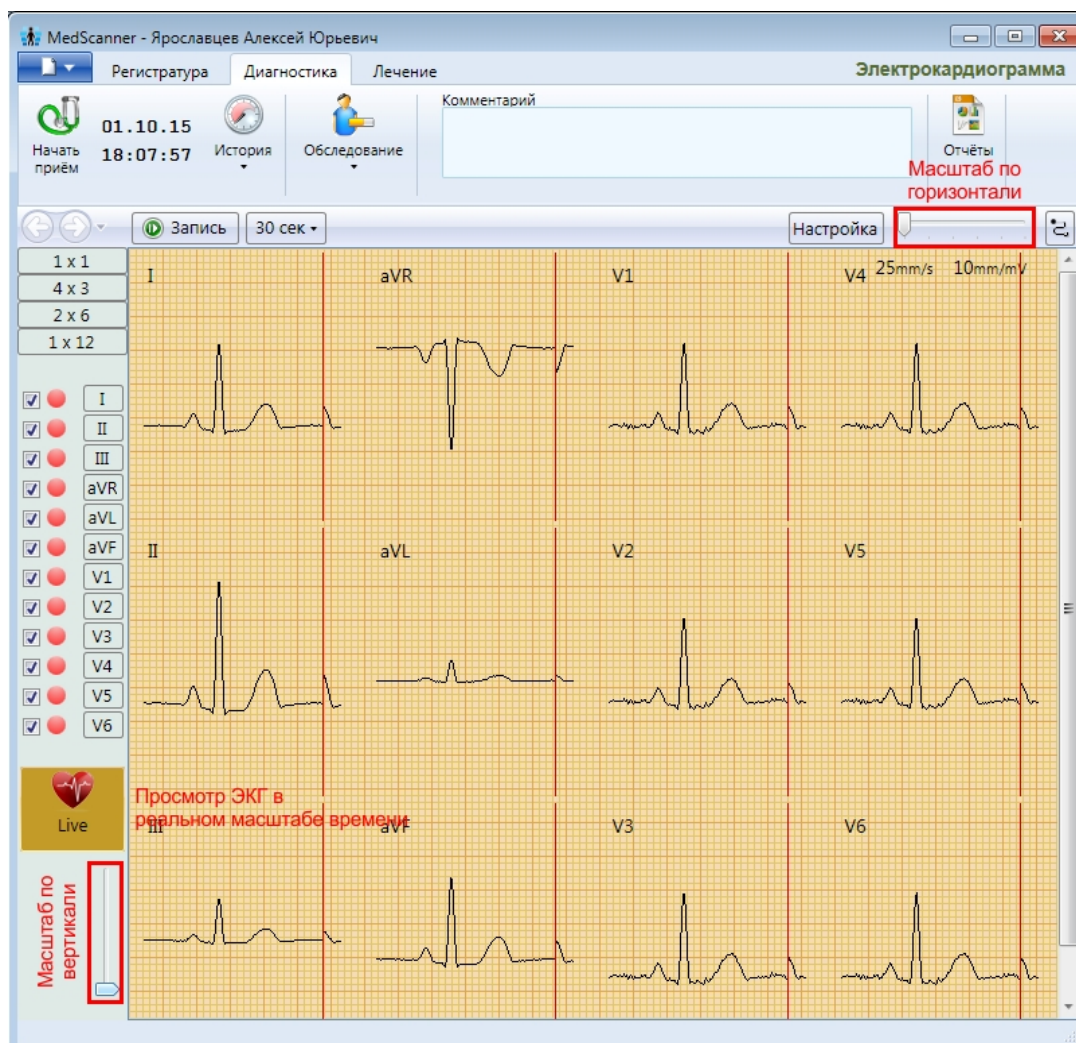 MedScanner - Ярославцев Алексей Юрьевич
Регистратура Диагностика Лечение Электрокардиограмма
Начать приём
01.10.15
18:07:57
История
Обследование
Комментарий
Отчёты
Масштаб по
горизонтали
Запись 30 сек Настройка
1 x 1
4 x 3
2 x 6
1 x 12
I
II
III
aVR
aVL
aVF
V1
V2
V3
V4
V5
V6
Live
Масштаб по
вертикали
I aVR V1 V4 25mm/s 10mm/mV
II aVL V2 V5
Просмотр ЭКГ в
реальном масштабе времени
III aVF V3 V6